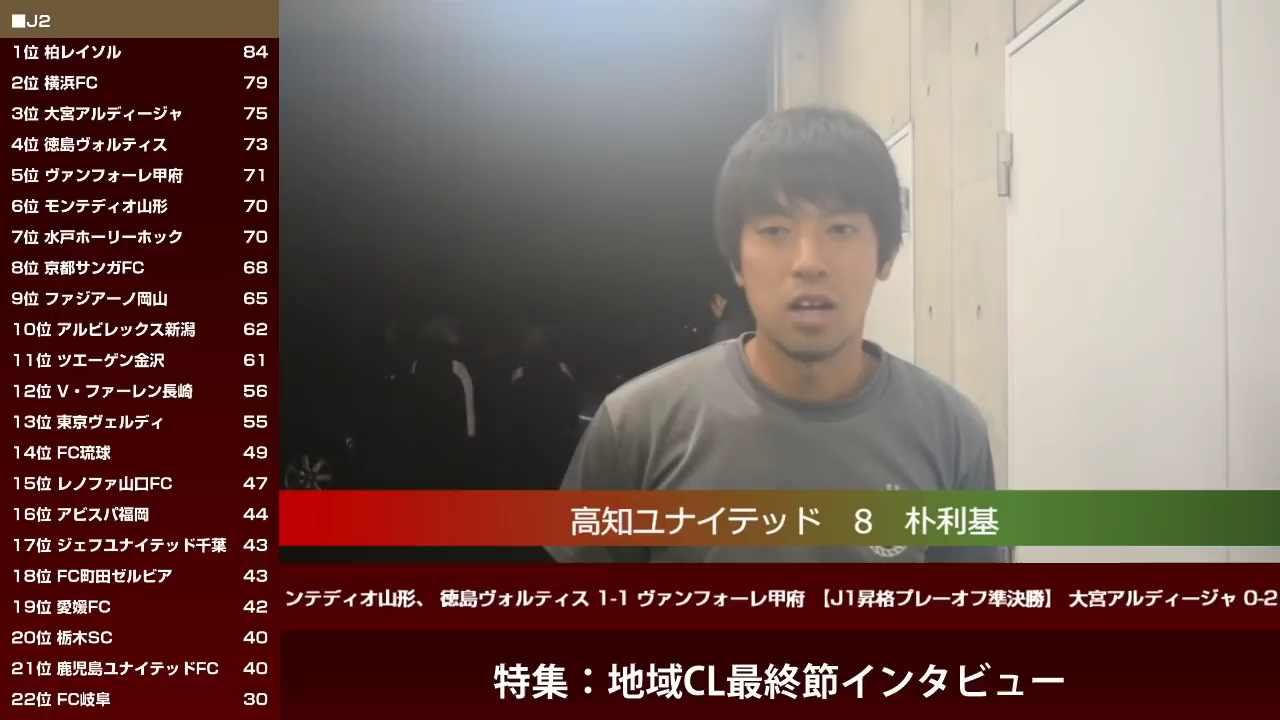 ■J2
1位 柏レイソル 84
2位 横浜FC 79
3位 大宮アルディージャ 75
4位 徳島ヴォルティス 73
5位 ヴァンフォーレ甲府 71
6位 モンテディオ山形 70
7位 水戸ホーリーホック 70
8位 京都サンガFC 68
9位 ファジアーノ岡山 65
10位 アルビレックス新潟 62
11位 ツエーゲン金沢 61
12位 V・ファーレン長崎 56
13位 東京ヴェルディ 55
14位 FC琉球 49
15位 レノファ山口FC 47
16位 アビスパ福岡 44
17位 ジェフユナイテッド千葉 43
18位 FC町田ゼルビア 43
19位 愛媛FC 42
20位 栃木SC 40
21位 鹿児島ユナイテッドFC 40
22位 FC岐阜 30
高知ユナイテッド 8 朴利基
ンテディオ山形、 徳島ヴォルティス 1-1 ヴァンフォーレ甲府 【J1昇格プレーオフ準決勝】 大宮アルディージャ 0-2
特集：地域CL最終節インタビュー